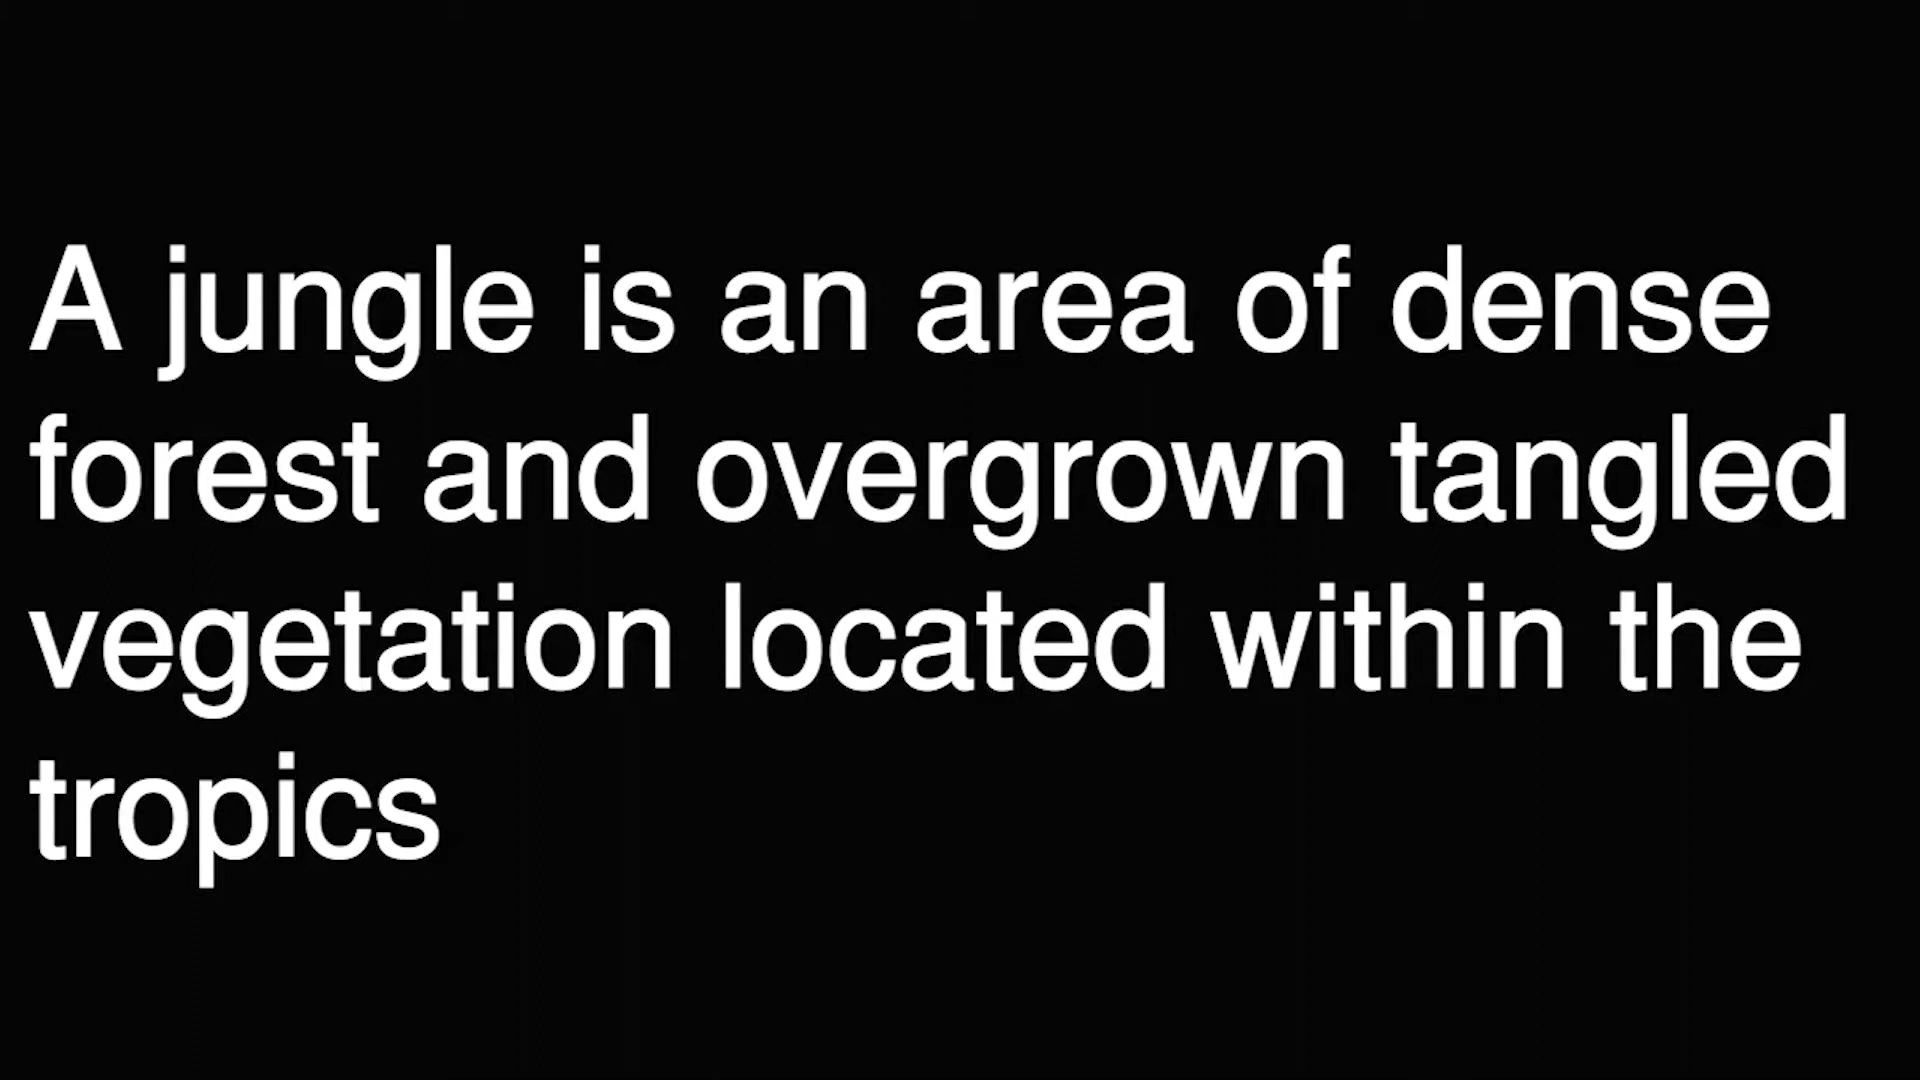 A jungle is an area of dense
forest and overgrown tangled
vegetation located within the
tropics